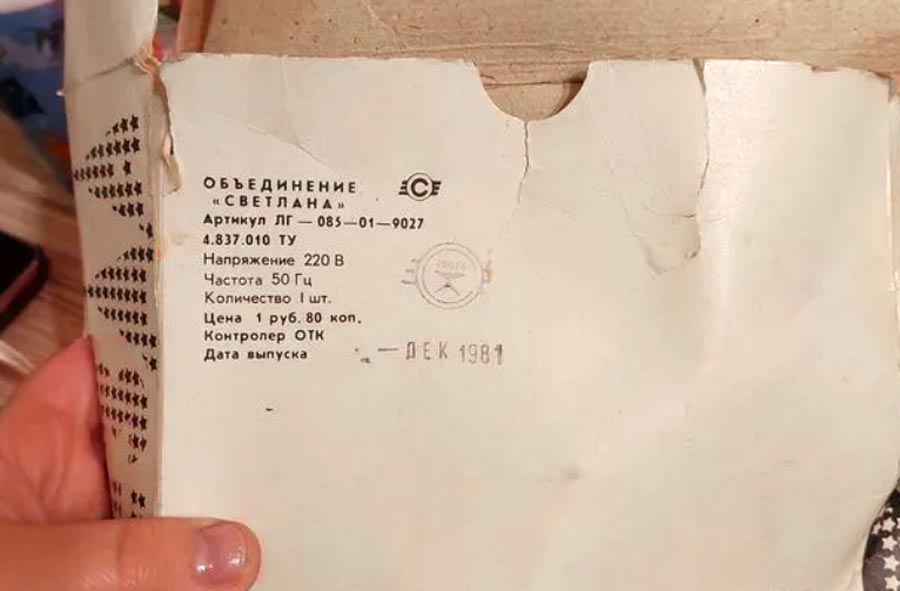 ОБЪЕДИНЕНИЕ
«СВЕТЛАНА»
Артикул ЛГ — 085—01—9027
4.837.010 ТУ
Напряжение 220 В
Частота 50 Гц
Количество 1 шт.
Цена 1 руб. 80 коп.
Контролер ОТК
Дата выпуска — ДЕК 1981